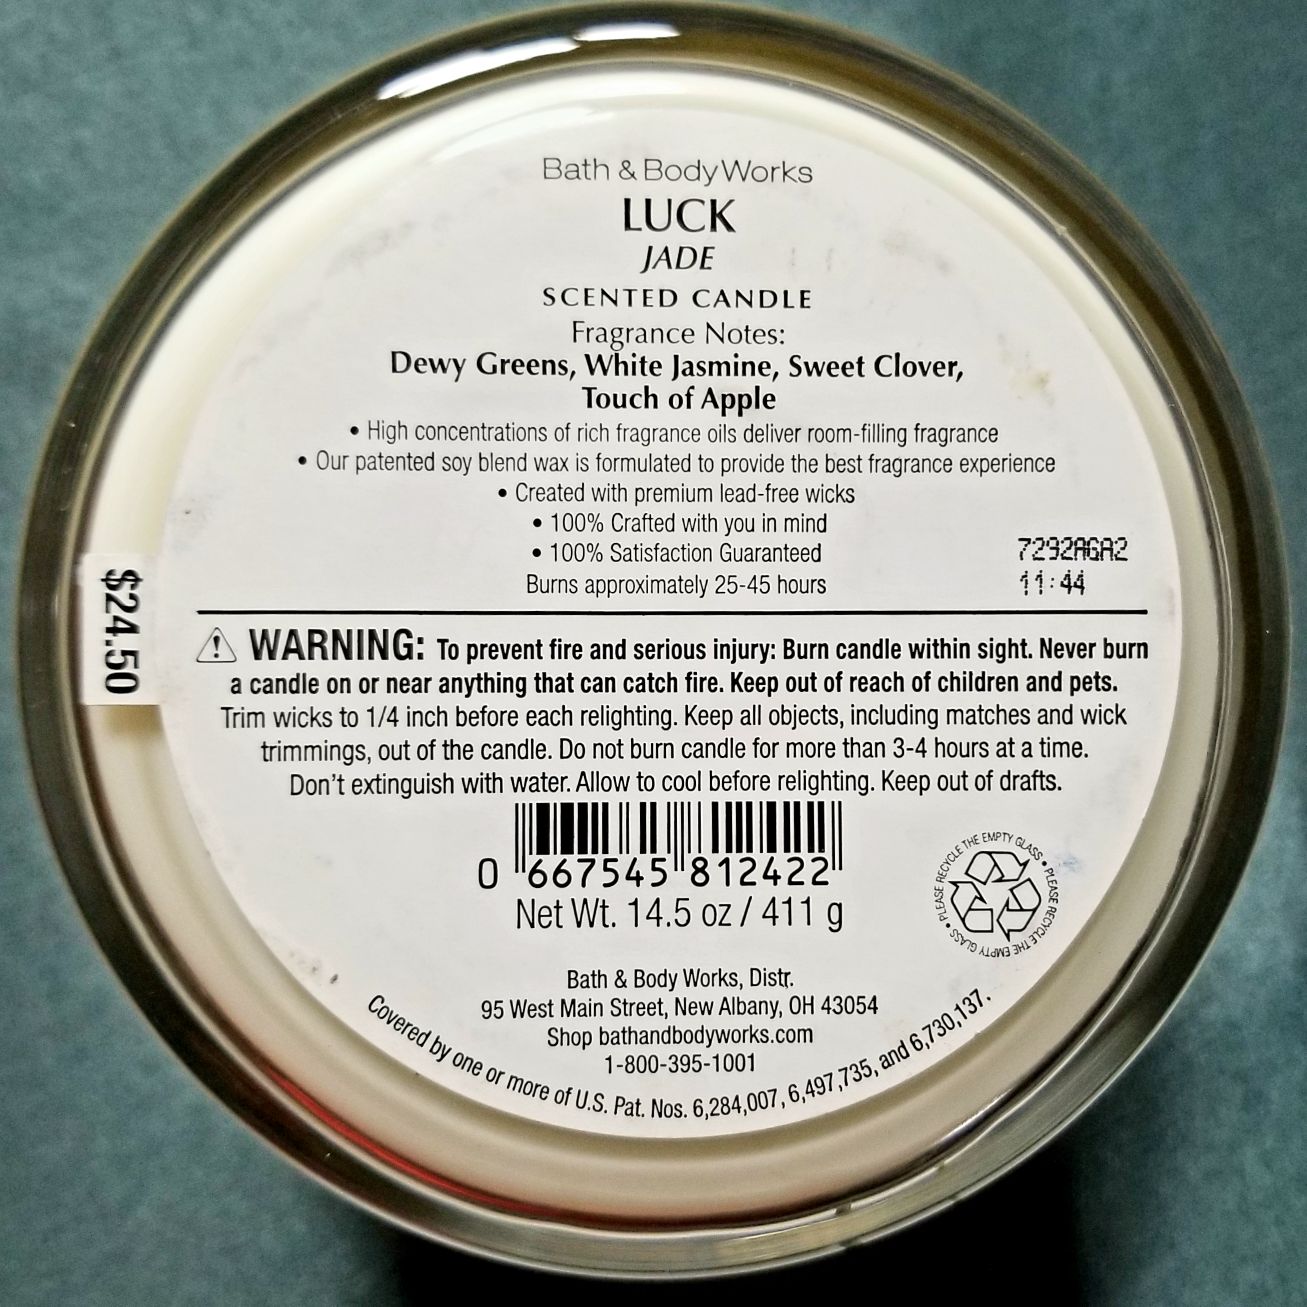 Bath & Body Works
LUCK
JADE
SCENTED CANDLE
Fragrance Notes:
Dewy Greens, White Jasmine, Sweet Clover,
Touch of Apple
• High concentrations of rich fragrance oils deliver room-filling fragrance
• Our patented soy blend wax is formulated to provide the best fragrance experience
• Created with premium lead-free wicks
• 100% Crafted with you in mind
• 100% Satisfaction Guaranteed
Burns approximately 25-45 hours
7292AGA2
11:44
$24.50
⚠ WARNING: To prevent fire and serious injury: Burn candle within sight. Never burn
a candle on or near anything that can catch fire. Keep out of reach of children and pets.
Trim wicks to 1/4 inch before each relighting. Keep all objects, including matches and wick
trimmings, out of the candle. Do not burn candle for more than 3-4 hours at a time.
Don't extinguish with water. Allow to cool before relighting. Keep out of drafts.
0 667545 812422
Net Wt. 14.5 oz / 411 g
• PLEASE RECYCLE THE EMPTY GLASS • PLEASE RECYCLE THE EMPTY GLASS
Bath & Body Works, Distr.
95 West Main Street, New Albany, OH 43054
Shop bathandbodyworks.com
1-800-395-1001
Covered by one or more of U.S. Pat. Nos. 6,284,007, 6,497,735, and 6,730,137.